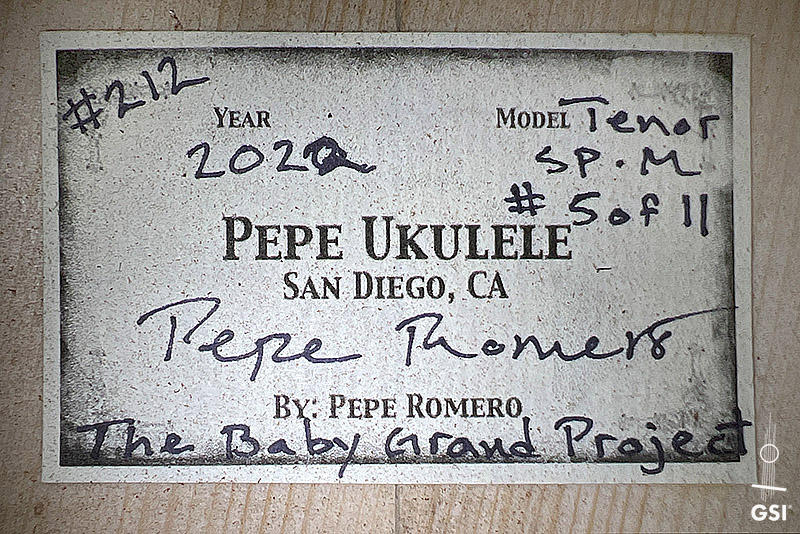 #212
YEAR MODEL Tenor
2022 SP.M
#5 of 11
PEPE UKULELE
SAN DIEGO, CA
Pepe Romero
BY: PEPE ROMERO
The Baby Grand Project
GSI